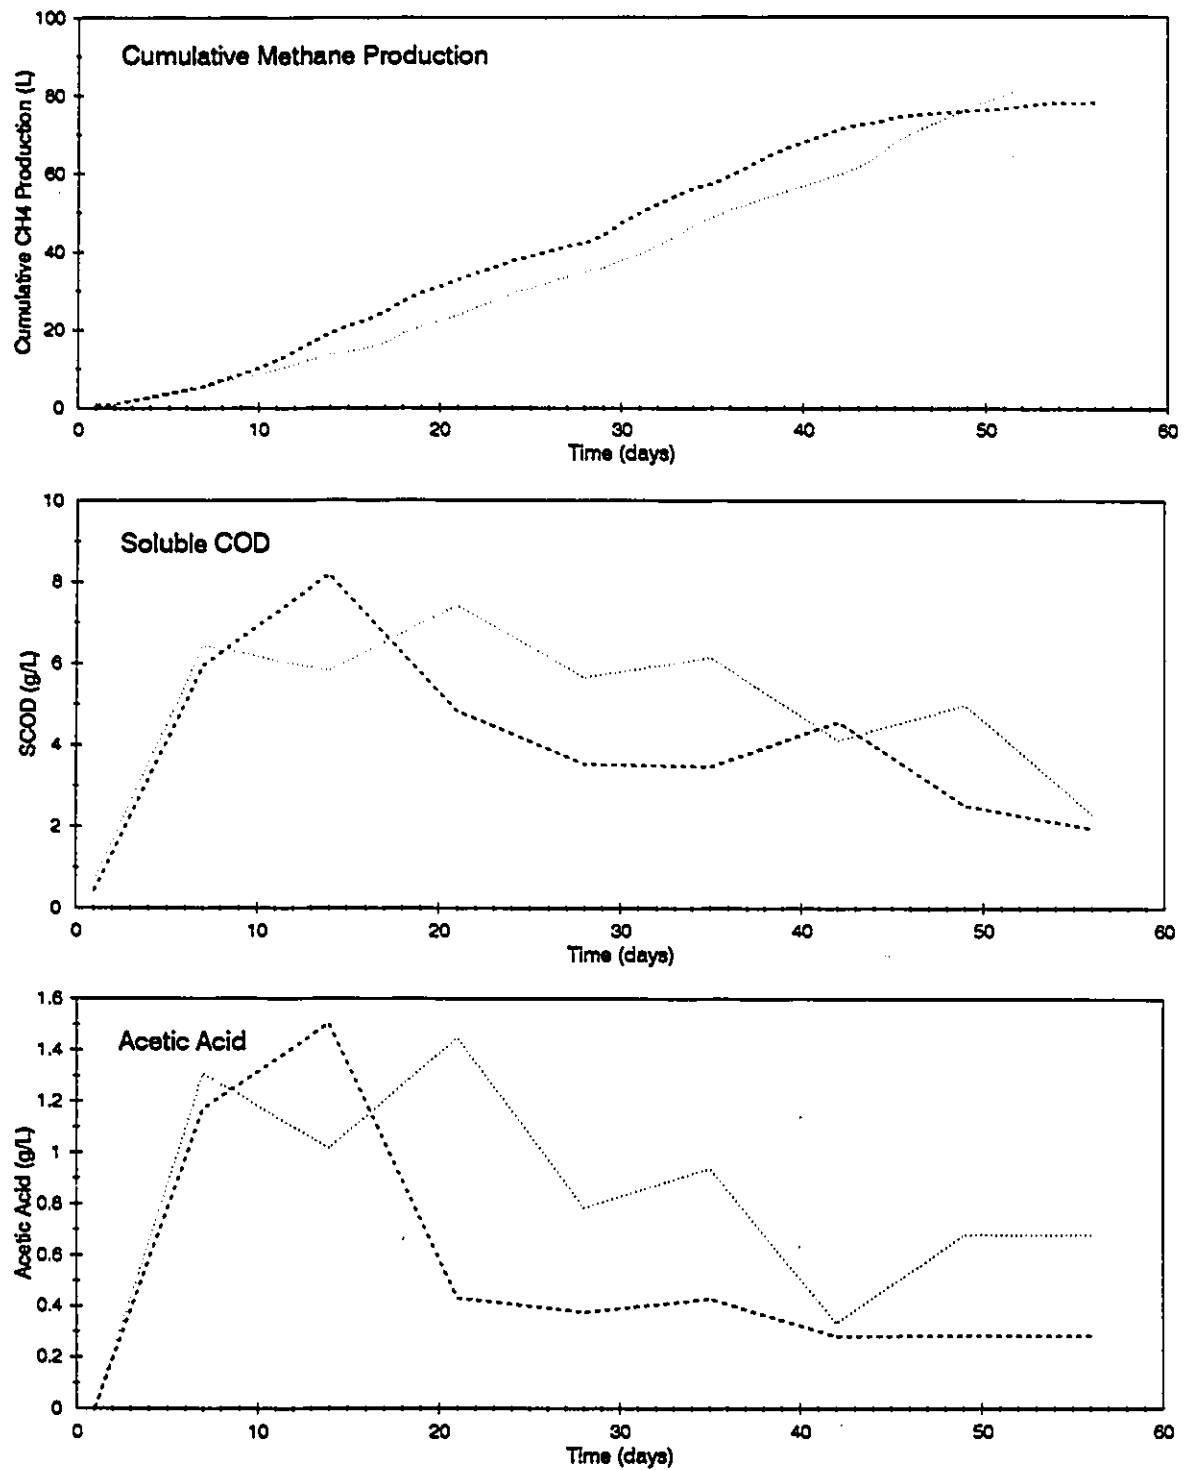 Cumulative Methane Production
Cumulative CH4 Production (L)
100
80
60
40
20
0
0 10 20 30 40 50 60
Time (days)
Soluble COD
SCOD (g/L)
10
8
6
4
2
0
0 10 20 30 40 50 60
Time (days)
Acetic Acid
Acetic Acid (g/L)
1.6
1.4
1.2
1
0.8
0.6
0.4
0.2
0
0 10 20 30 40 50 60
Time (days)